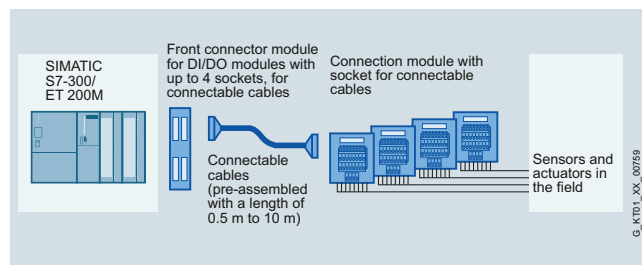 SIMATIC
S7-300/
ET 200M
Front connector module
for DI/DO modules with
up to 4 sockets, for
connectable cables
Connectable
cables
(pre-assembled
with a length of
0.5 m to 10 m)
Connection module with
socket for connectable
cables
Sensors and
actuators in
the field
G_KT01_XX_00759